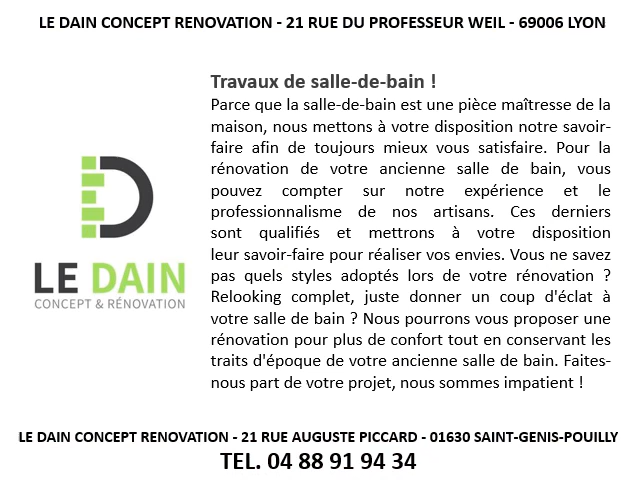 LE DAIN CONCEPT RENOVATION - 21 RUE DU PROFESSEUR WEIL - 69006 LYON
Travaux de salle-de-bain !
Parce que la salle-de-bain est une pièce maîtresse de la
maison, nous mettons à votre disposition notre savoir-
faire afin de toujours mieux vous satisfaire. Pour la
rénovation de votre ancienne salle de bain, vous
pouvez compter sur notre expérience et le
professionnalisme de nos artisans. Ces derniers
sont qualifiés et mettrons à votre disposition
leur savoir-faire pour réaliser vos envies. Vous ne savez
pas quels styles adoptés lors de votre rénovation ?
Relooking complet, juste donner un coup d'éclat à
votre salle de bain ? Nous pourrons vous proposer une
rénovation pour plus de confort tout en conservant les
traits d'époque de votre ancienne salle de bain. Faites-
nous part de votre projet, nous sommes impatient !
D
LE DAIN
CONCEPT & RÉNOVATION
LE DAIN CONCEPT RENOVATION - 21 RUE AUGUSTE PICCARD - 01630 SAINT-GENIS-POUILLY
TEL. 04 88 91 94 34